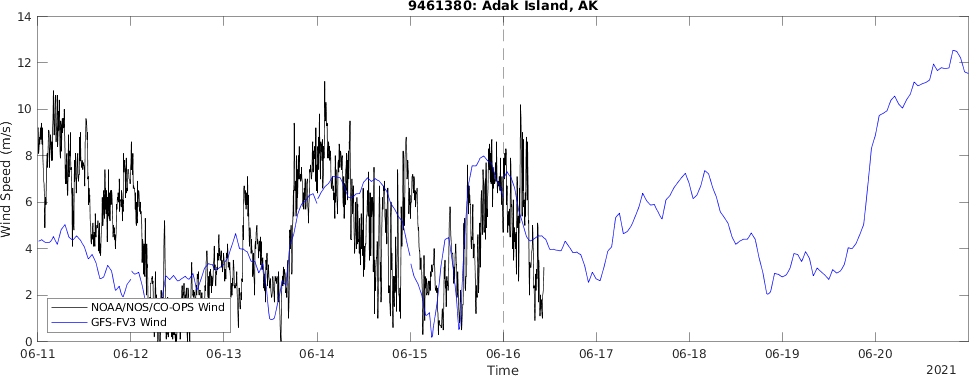 9461380: Adak Island, AK
14
12
10
8
6
4
2
0
Wind Speed (m/s)
NOAA/NOS/CO-OPS Wind
GFS-FV3 Wind
06-11 06-12 06-13 06-14 06-15 06-16 06-17 06-18 06-19 06-20
Time
2021